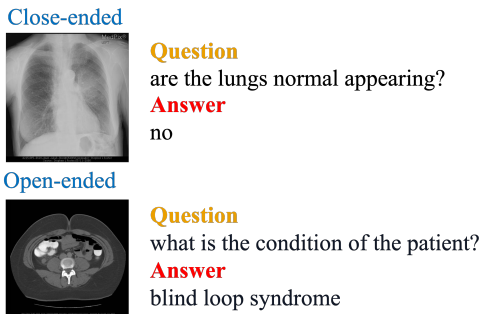 Close-ended
Question
are the lungs normal appearing?
Answer
no
Open-ended
Question
what is the condition of the patient?
Answer
blind loop syndrome